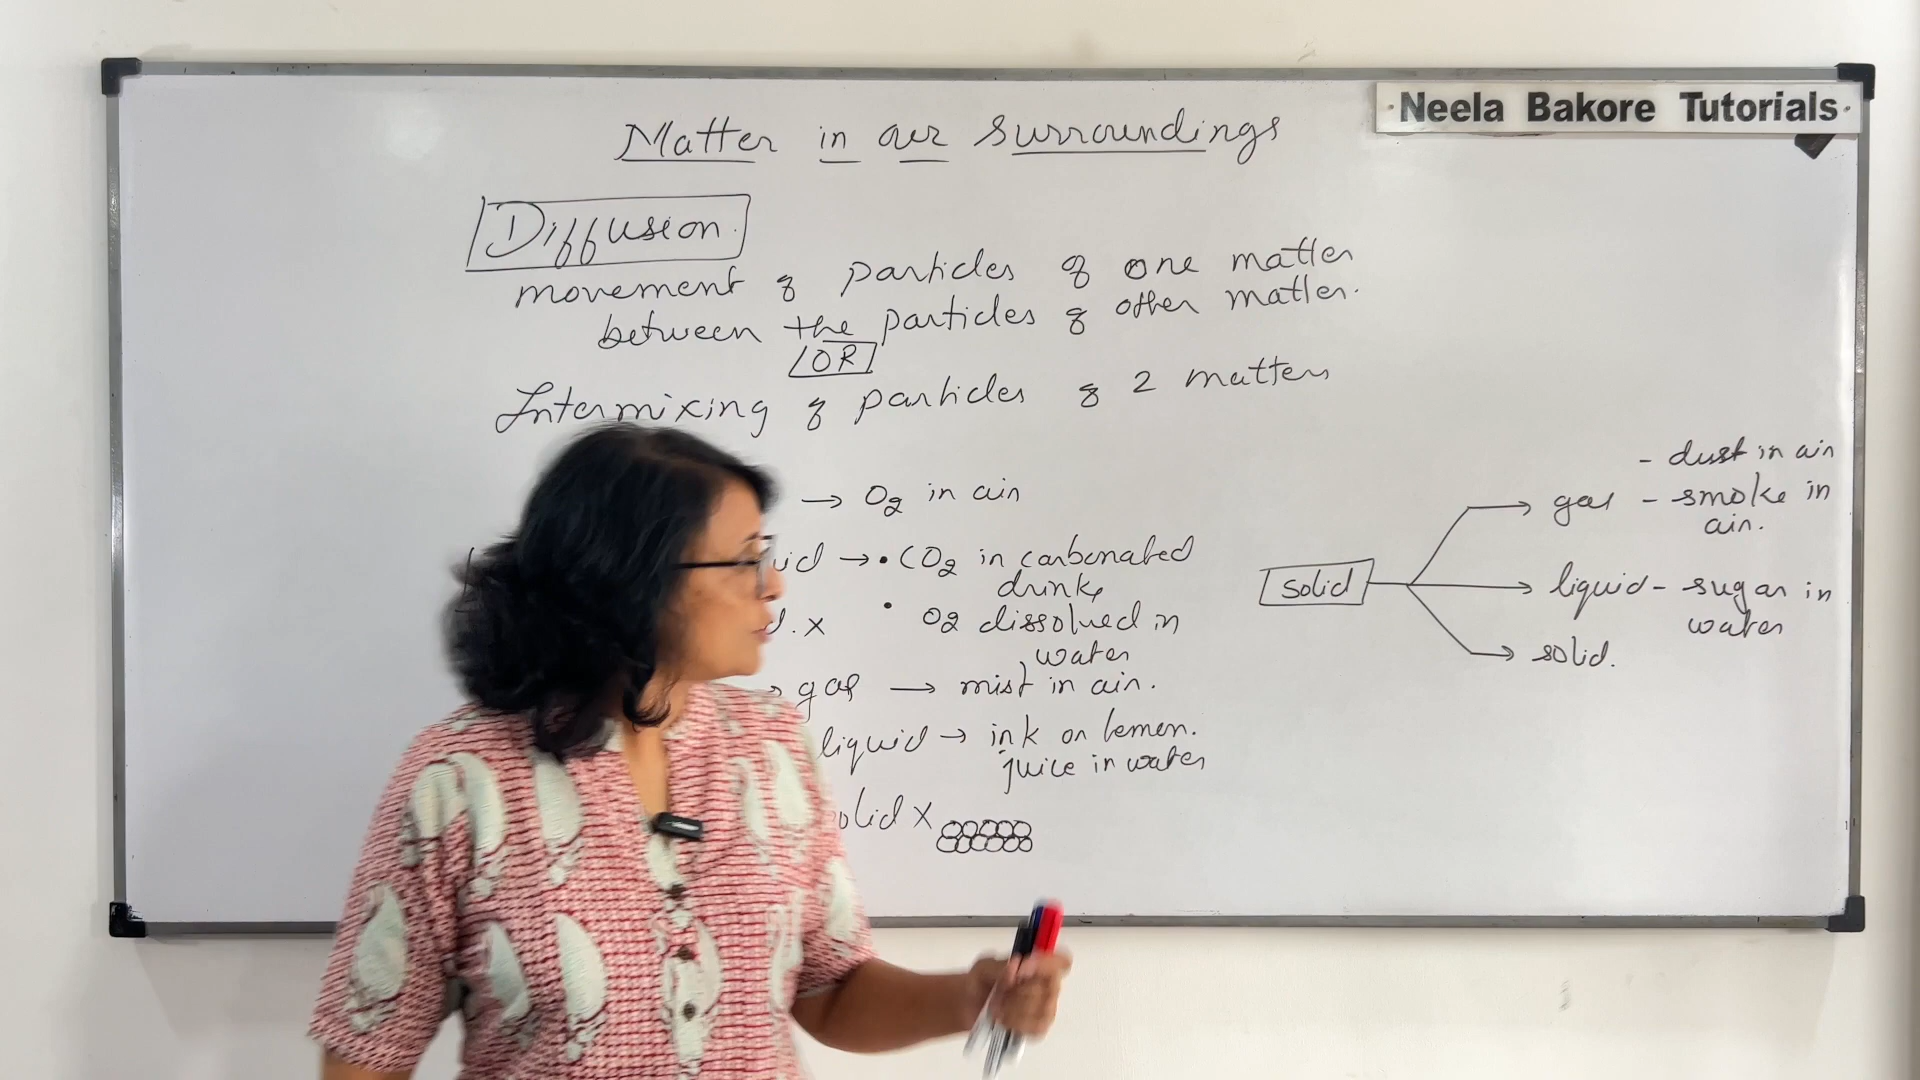 Neela Bakore Tutorials
Matter in our surroundings
Diffusion
movement of particles of one matter
between the particles of other matter.
OR
Intermixing of particles of 2 matters
→ O2 in air
→ • CO2 in carbonated
drinks
x • O2 dissolved in
water
gas → mist in air.
liquid → ink or lemon.
juice in water
solid x
solid
gas - dust in air
- smoke in
air.
liquid - sugar in
water
solid.